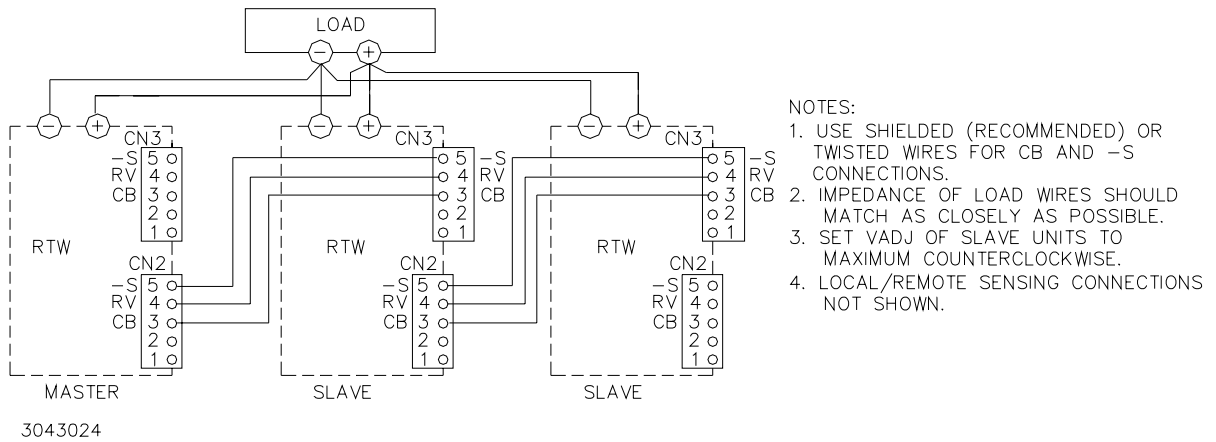 LOAD
− +
− + − + − +
CN3 CN3 CN3
5 5 -S 5 -S
4 4 RV 4 RV
3 3 CB 3 CB
2 2 2
1 1 1
-S
RV
CB
RTW RTW RTW
CN2 CN2 CN2
-S 5 -S 5 -S 5
RV 4 RV 4 RV 4
CB 3 CB 3 CB 3
2 2 2
1 1 1
MASTER SLAVE SLAVE
3043024
NOTES:
1. USE SHIELDED (RECOMMENDED) OR
TWISTED WIRES FOR CB AND -S
CONNECTIONS.
2. IMPEDANCE OF LOAD WIRES SHOULD
MATCH AS CLOSELY AS POSSIBLE.
3. SET VADJ OF SLAVE UNITS TO
MAXIMUM COUNTERCLOCKWISE.
4. LOCAL/REMOTE SENSING CONNECTIONS
NOT SHOWN.